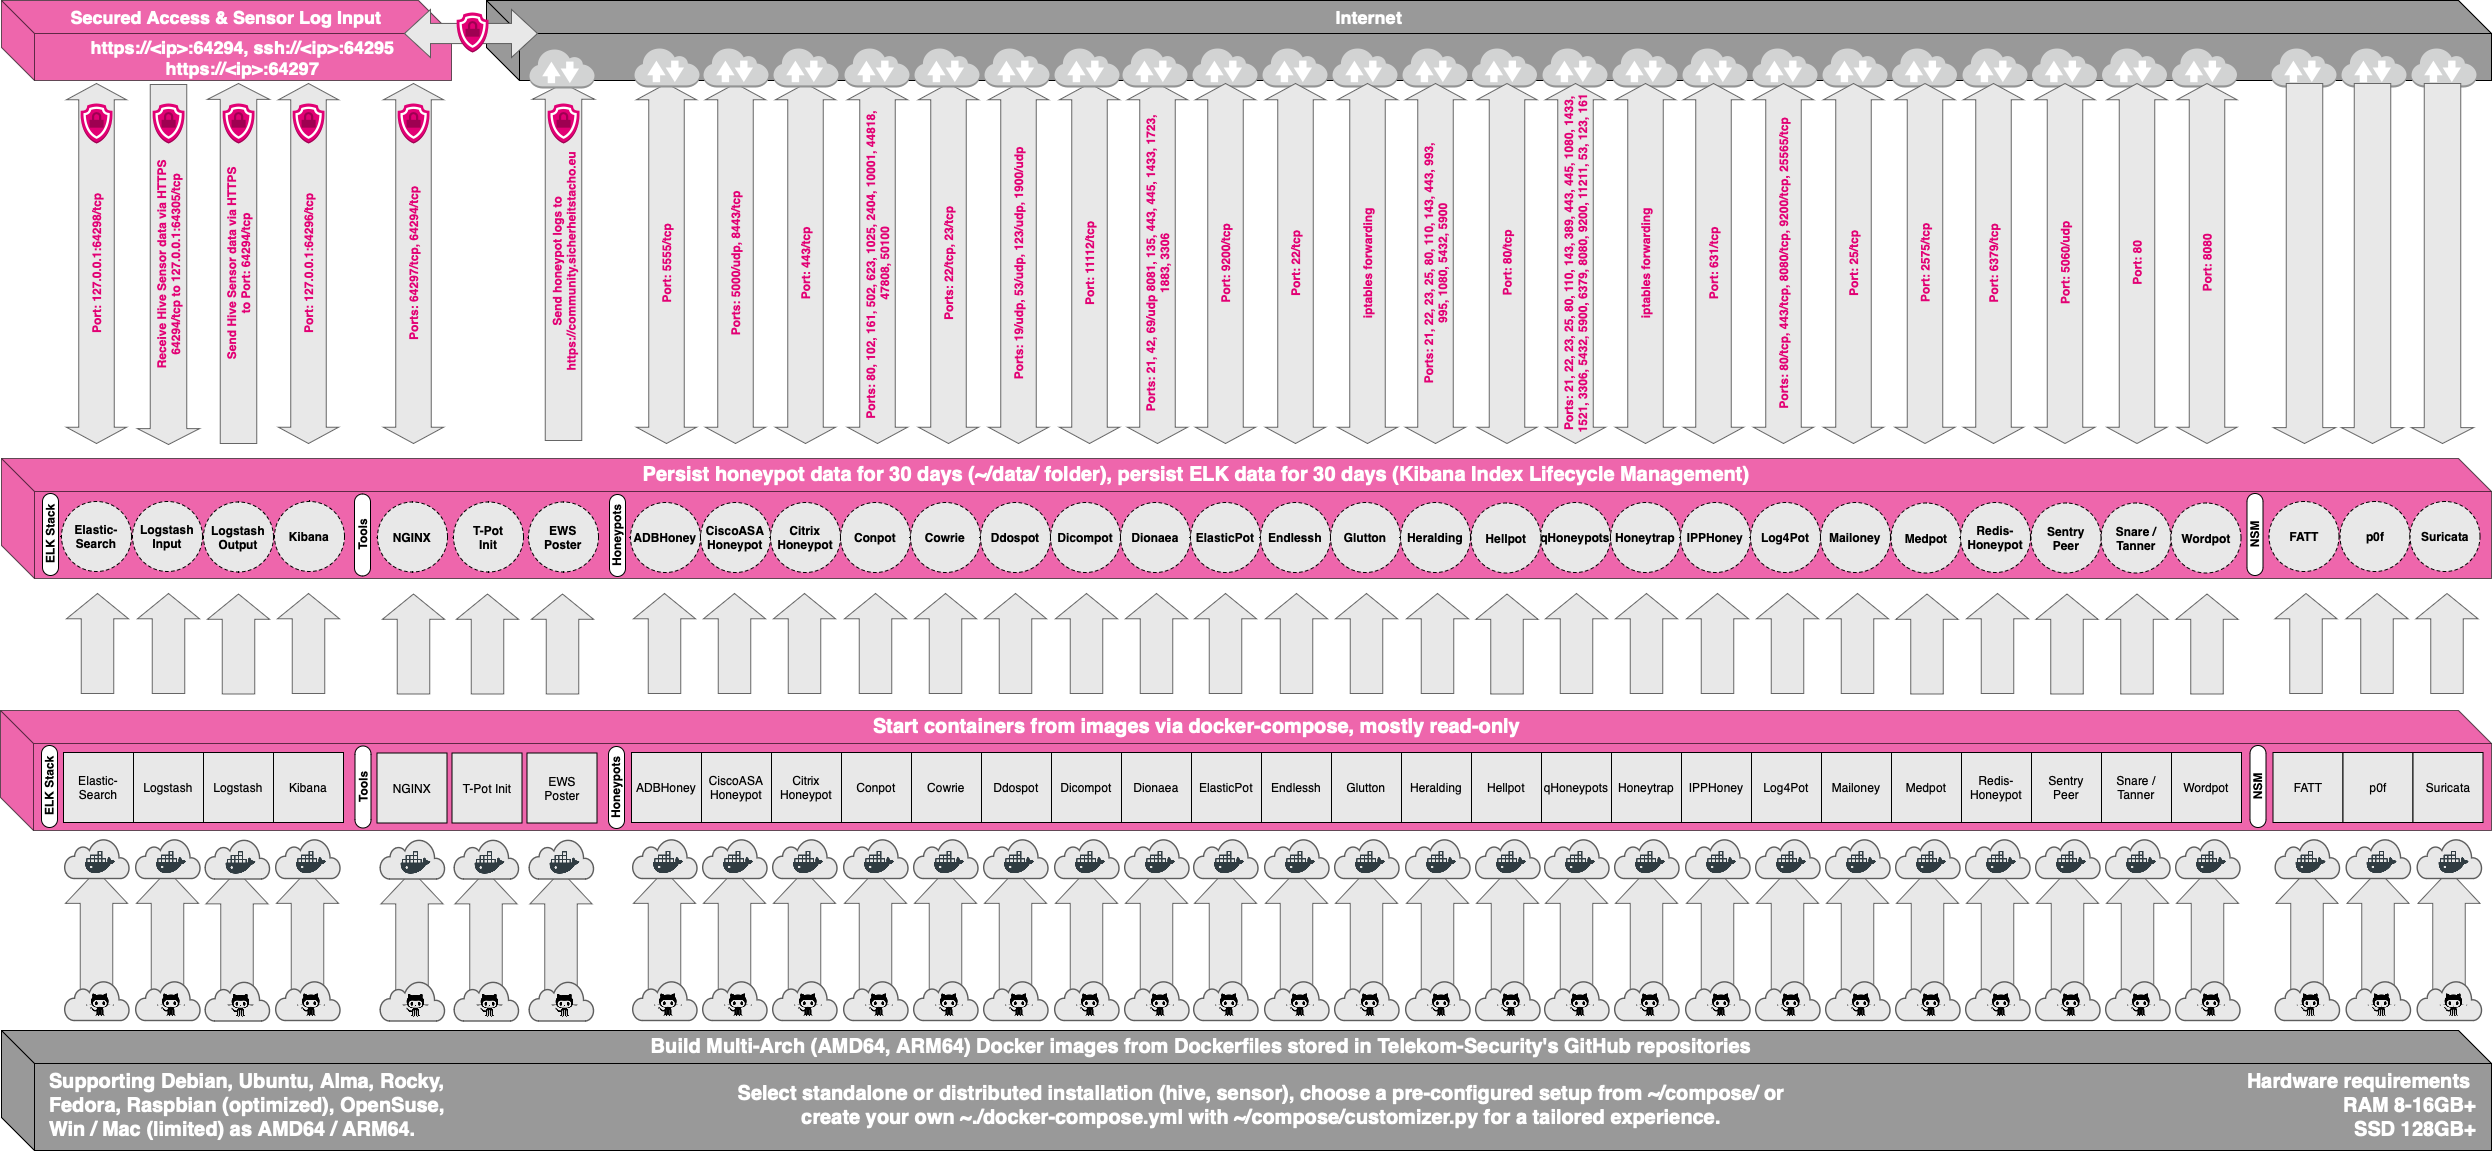 Secured Access & Sensor Log Input
https://<ip>:64294, ssh://<ip>:64295
https://<ip>:64297
Internet
Port: 127.0.0.1:64298/tcp
Receive Hive Sensor data via HTTPS
64294/tcp to 127.0.0.1:64305/tcp
Send Hive Sensor data via HTTPS
to Port: 64294/tcp
Port: 127.0.0.1:64296/tcp
Ports: 64297/tcp, 64294/tcp
Send honeypot logs to
https://community.sicherheitstacho.eu
Port: 5555/tcp
Ports: 5000/udp, 8443/tcp
Port: 443/tcp
Ports: 80, 102, 161, 502, 623, 1025, 2404, 10001, 44818,
47808, 50100
Ports: 22/tcp, 23/tcp
Ports: 19/udp, 53/udp, 123/udp, 1900/udp
Port: 11112/tcp
Ports: 21, 42, 69/udp 8081, 135, 443, 445, 1433, 1723,
1883, 3306
Port: 9200/tcp
Port: 22/tcp
iptables forwarding
Ports: 21, 22, 23, 25, 80, 110, 143, 443, 993,
995, 1080, 5432, 5900
Port: 80/tcp
Ports: 21, 22, 23, 25, 80, 110, 143, 389, 443, 445, 1080, 1433,
1521, 3306, 5432, 5900, 6379, 8080, 9200, 11211, 53, 123, 161
iptables forwarding
Port: 631/tcp
Ports: 80/tcp, 443/tcp, 8080/tcp, 9200/tcp, 25565/tcp
Port: 25/tcp
Port: 2575/tcp
Port: 6379/tcp
Port: 5060/udp
Port: 80
Port: 8080
Persist honeypot data for 30 days (~/data/ folder), persist ELK data for 30 days (Kibana Index Lifecycle Management)
ELK Stack
Elastic-
Search
Logstash
Input
Logstash
Output
Kibana
Tools
NGINX
T-Pot
Init
EWS
Poster
Honeypots
ADBHoney
CiscoASA
Honeypot
Citrix
Honeypot
Conpot
Cowrie
Ddospot
Dicompot
Dionaea
ElasticPot
Endlessh
Glutton
Heralding
Hellpot
qHoneypots
Honeytrap
IPPHoney
Log4Pot
Mailoney
Medpot
Redis-
Honeypot
Sentry
Peer
Snare /
Tanner
Wordpot
NSM
FATT
p0f
Suricata
Start containers from images via docker-compose, mostly read-only
ELK Stack
Elastic-
Search
Logstash
Logstash
Kibana
Tools
NGINX
T-Pot Init
EWS
Poster
Honeypots
ADBHoney
CiscoASA
Honeypot
Citrix
Honeypot
Conpot
Cowrie
Ddospot
Dicompot
Dionaea
ElasticPot
Endlessh
Glutton
Heralding
Hellpot
qHoneypots
Honeytrap
IPPHoney
Log4Pot
Mailoney
Medpot
Redis-
Honeypot
Sentry
Peer
Snare /
Tanner
Wordpot
NSM
FATT
p0f
Suricata
Build Multi-Arch (AMD64, ARM64) Docker images from Dockerfiles stored in Telekom-Security's GitHub repositories
Supporting Debian, Ubuntu, Alma, Rocky,
Fedora, Raspbian (optimized), OpenSuse,
Win / Mac (limited) as AMD64 / ARM64.
Select standalone or distributed installation (hive, sensor), choose a pre-configured setup from ~/compose/ or
create your own ~./docker-compose.yml with ~/compose/customizer.py for a tailored experience.
Hardware requirements
RAM 8-16GB+
SSD 128GB+